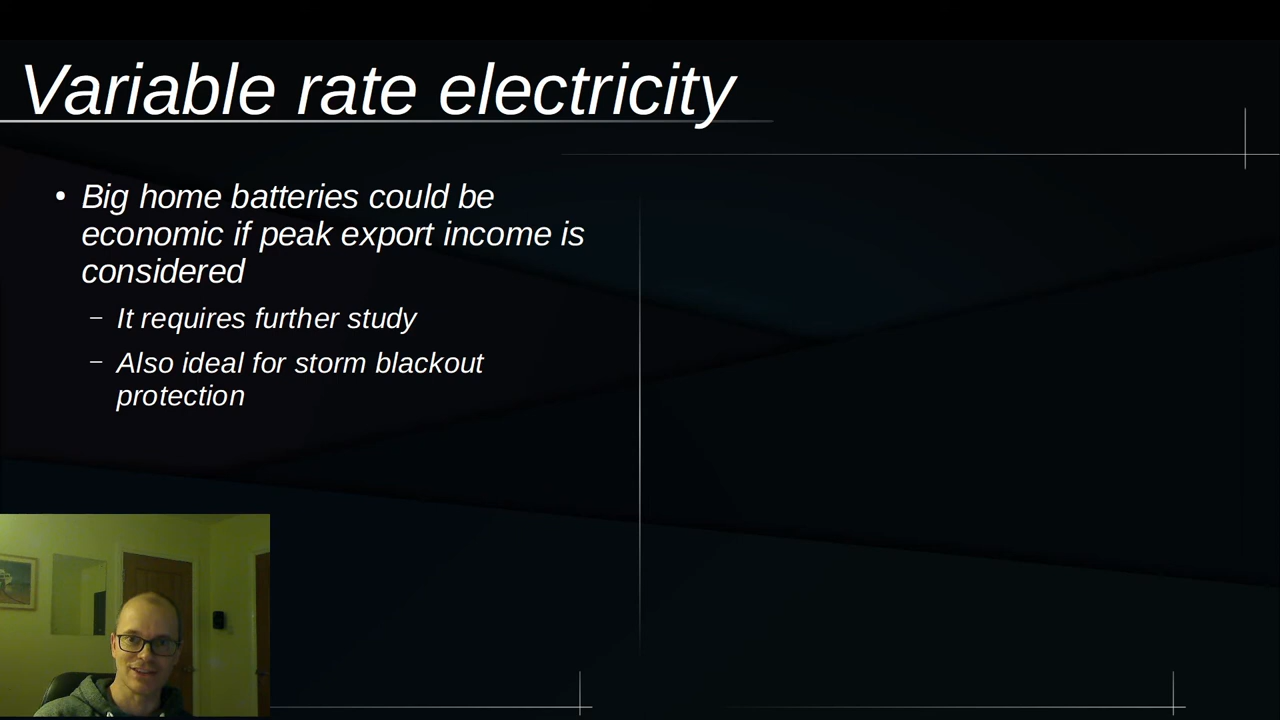 Variable rate electricity
• Big home batteries could be
economic if peak export income is
considered
– It requires further study
– Also ideal for storm blackout
protection